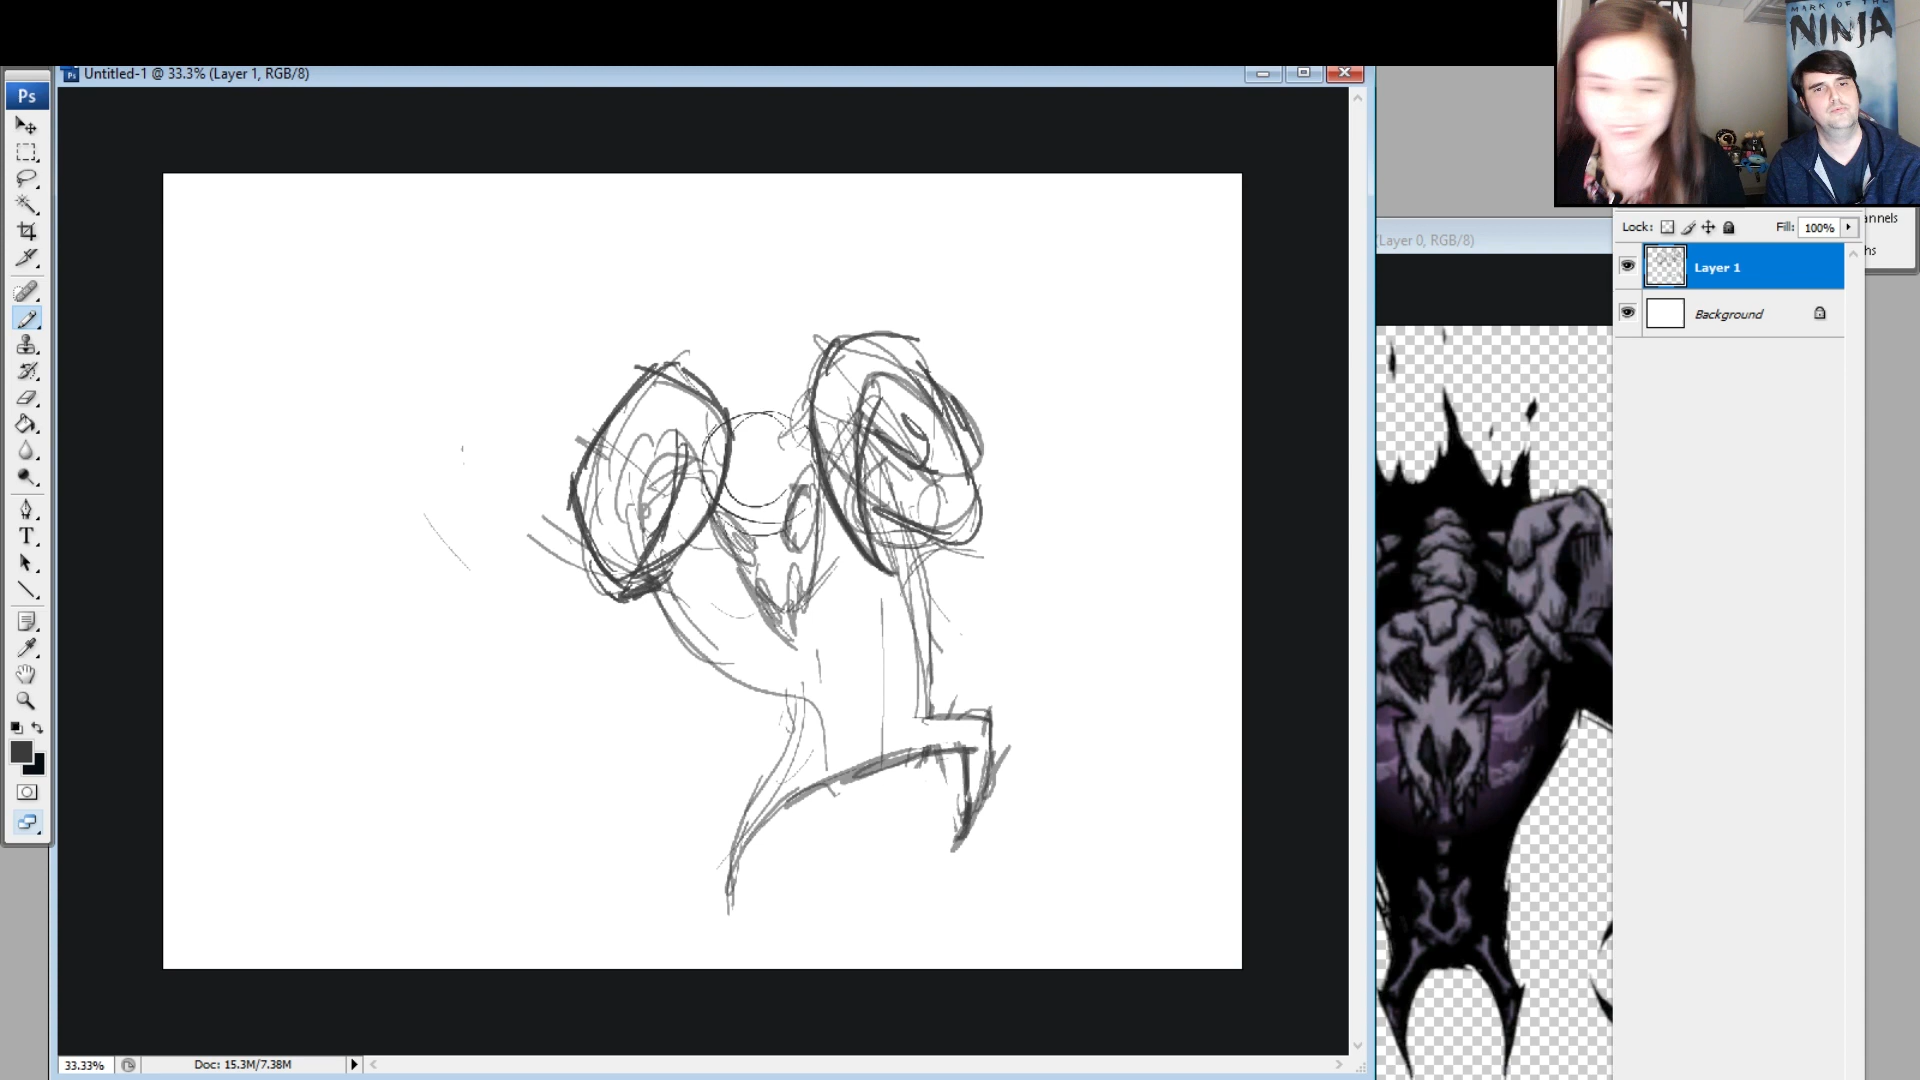 MARK OF THE
NINJA
Ps
Untitled-1 @ 33.3% (Layer 1, RGB/8)
Ps
Lock:
Fill:
100%
annels
(Layer 0, RGB/8)
hs
Layer 1
Background
T
33.33%
Doc: 15.3M/7.38M